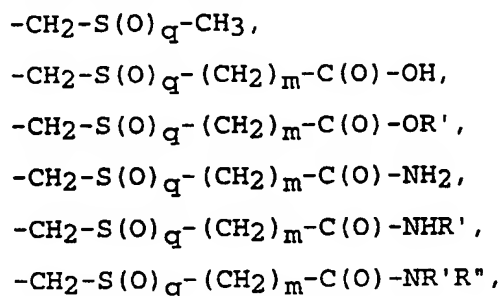 -CH2-S(O)q-CH3,
-CH2-S(O)q-(CH2)m-C(O)-OH,
-CH2-S(O)q-(CH2)m-C(O)-OR',
-CH2-S(O)q-(CH2)m-C(O)-NH2,
-CH2-S(O)q-(CH2)m-C(O)-NHR',
-CH2-S(O)q-(CH2)m-C(O)-NR'R",